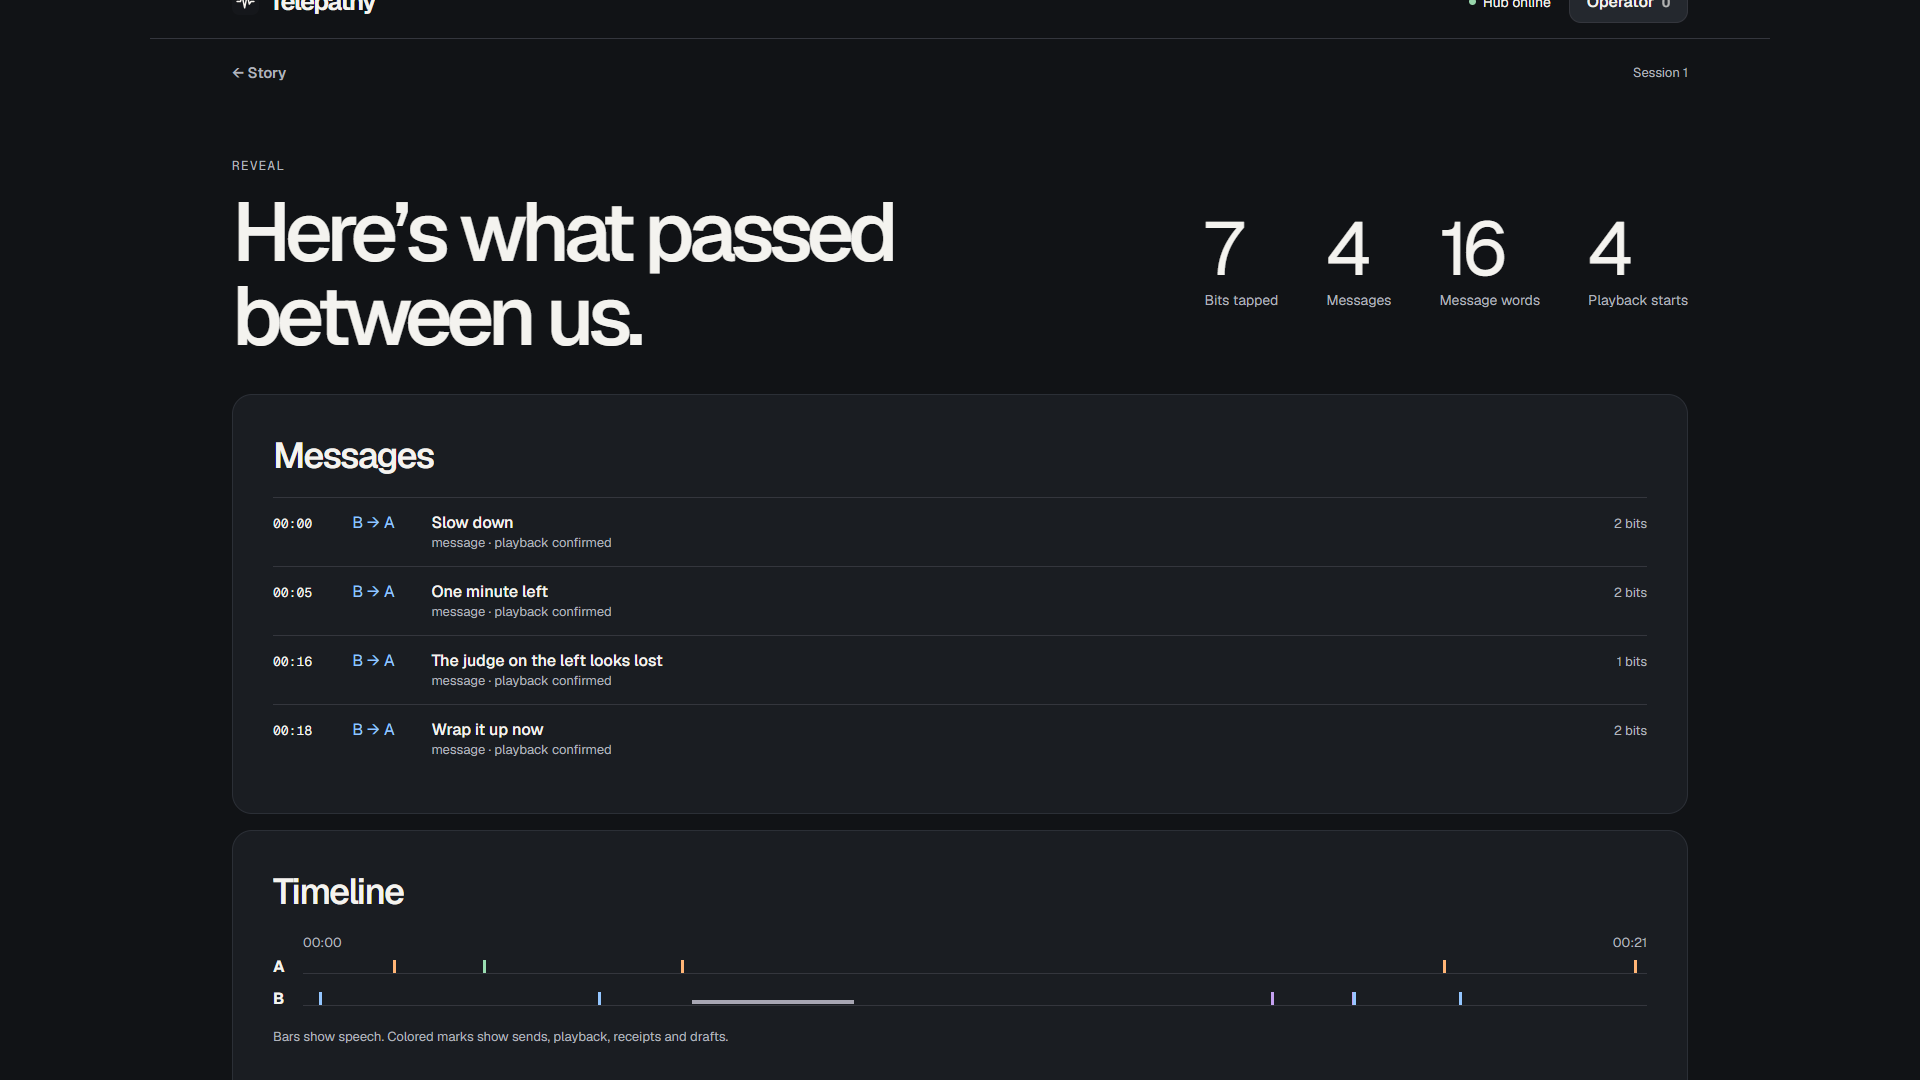 Telepathy
Hub online
Operator 0
← Story
Session 1
REVEAL
Here’s what passed
between us.
7
Bits tapped
4
Messages
16
Message words
4
Playback starts
Messages
00:00 B → A Slow down 2 bits
message · playback confirmed
00:05 B → A One minute left 2 bits
message · playback confirmed
00:16 B → A The judge on the left looks lost 1 bits
message · playback confirmed
00:18 B → A Wrap it up now 2 bits
message · playback confirmed
Timeline
00:00 00:21
A
B
Bars show speech. Colored marks show sends, playback, receipts and drafts.